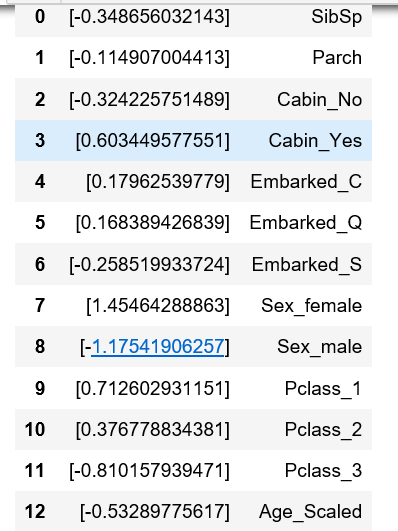 0 [-0.348656032143] SibSp
1 [-0.114907004413] Parch
2 [-0.324225751489] Cabin_No
3 [0.603449577551] Cabin_Yes
4 [0.17962539779] Embarked_C
5 [0.168389426839] Embarked_Q
6 [-0.258519933724] Embarked_S
7 [1.45464288863] Sex_female
8 [-1.17541906257] Sex_male
9 [0.712602931151] Pclass_1
10 [0.376778834381] Pclass_2
11 [-0.810157939471] Pclass_3
12 [-0.53289775617] Age_Scaled